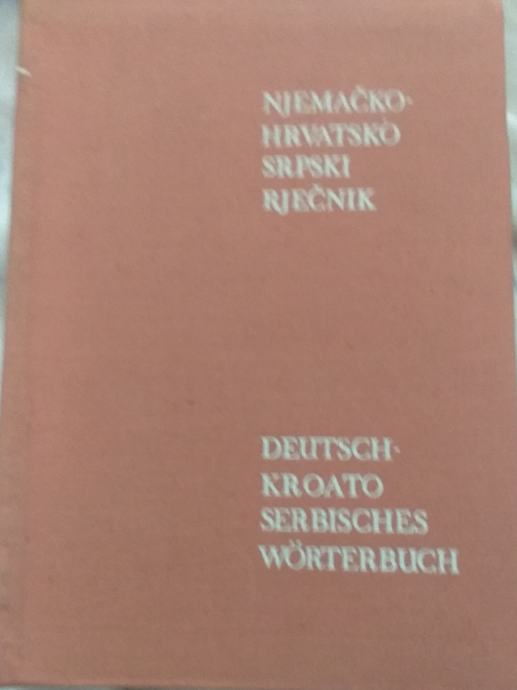 NJEMAČKO-
HRVATSKO
SRPSKI
RJEČNIK
DEUTSCH-
KROATO
SERBISCHES
WÖRTERBUCH